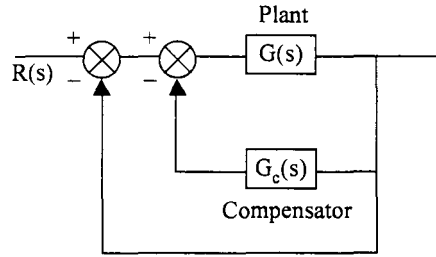 Plant
+
+
G(s)
R(s)
−
−
G_c(s)
Compensator